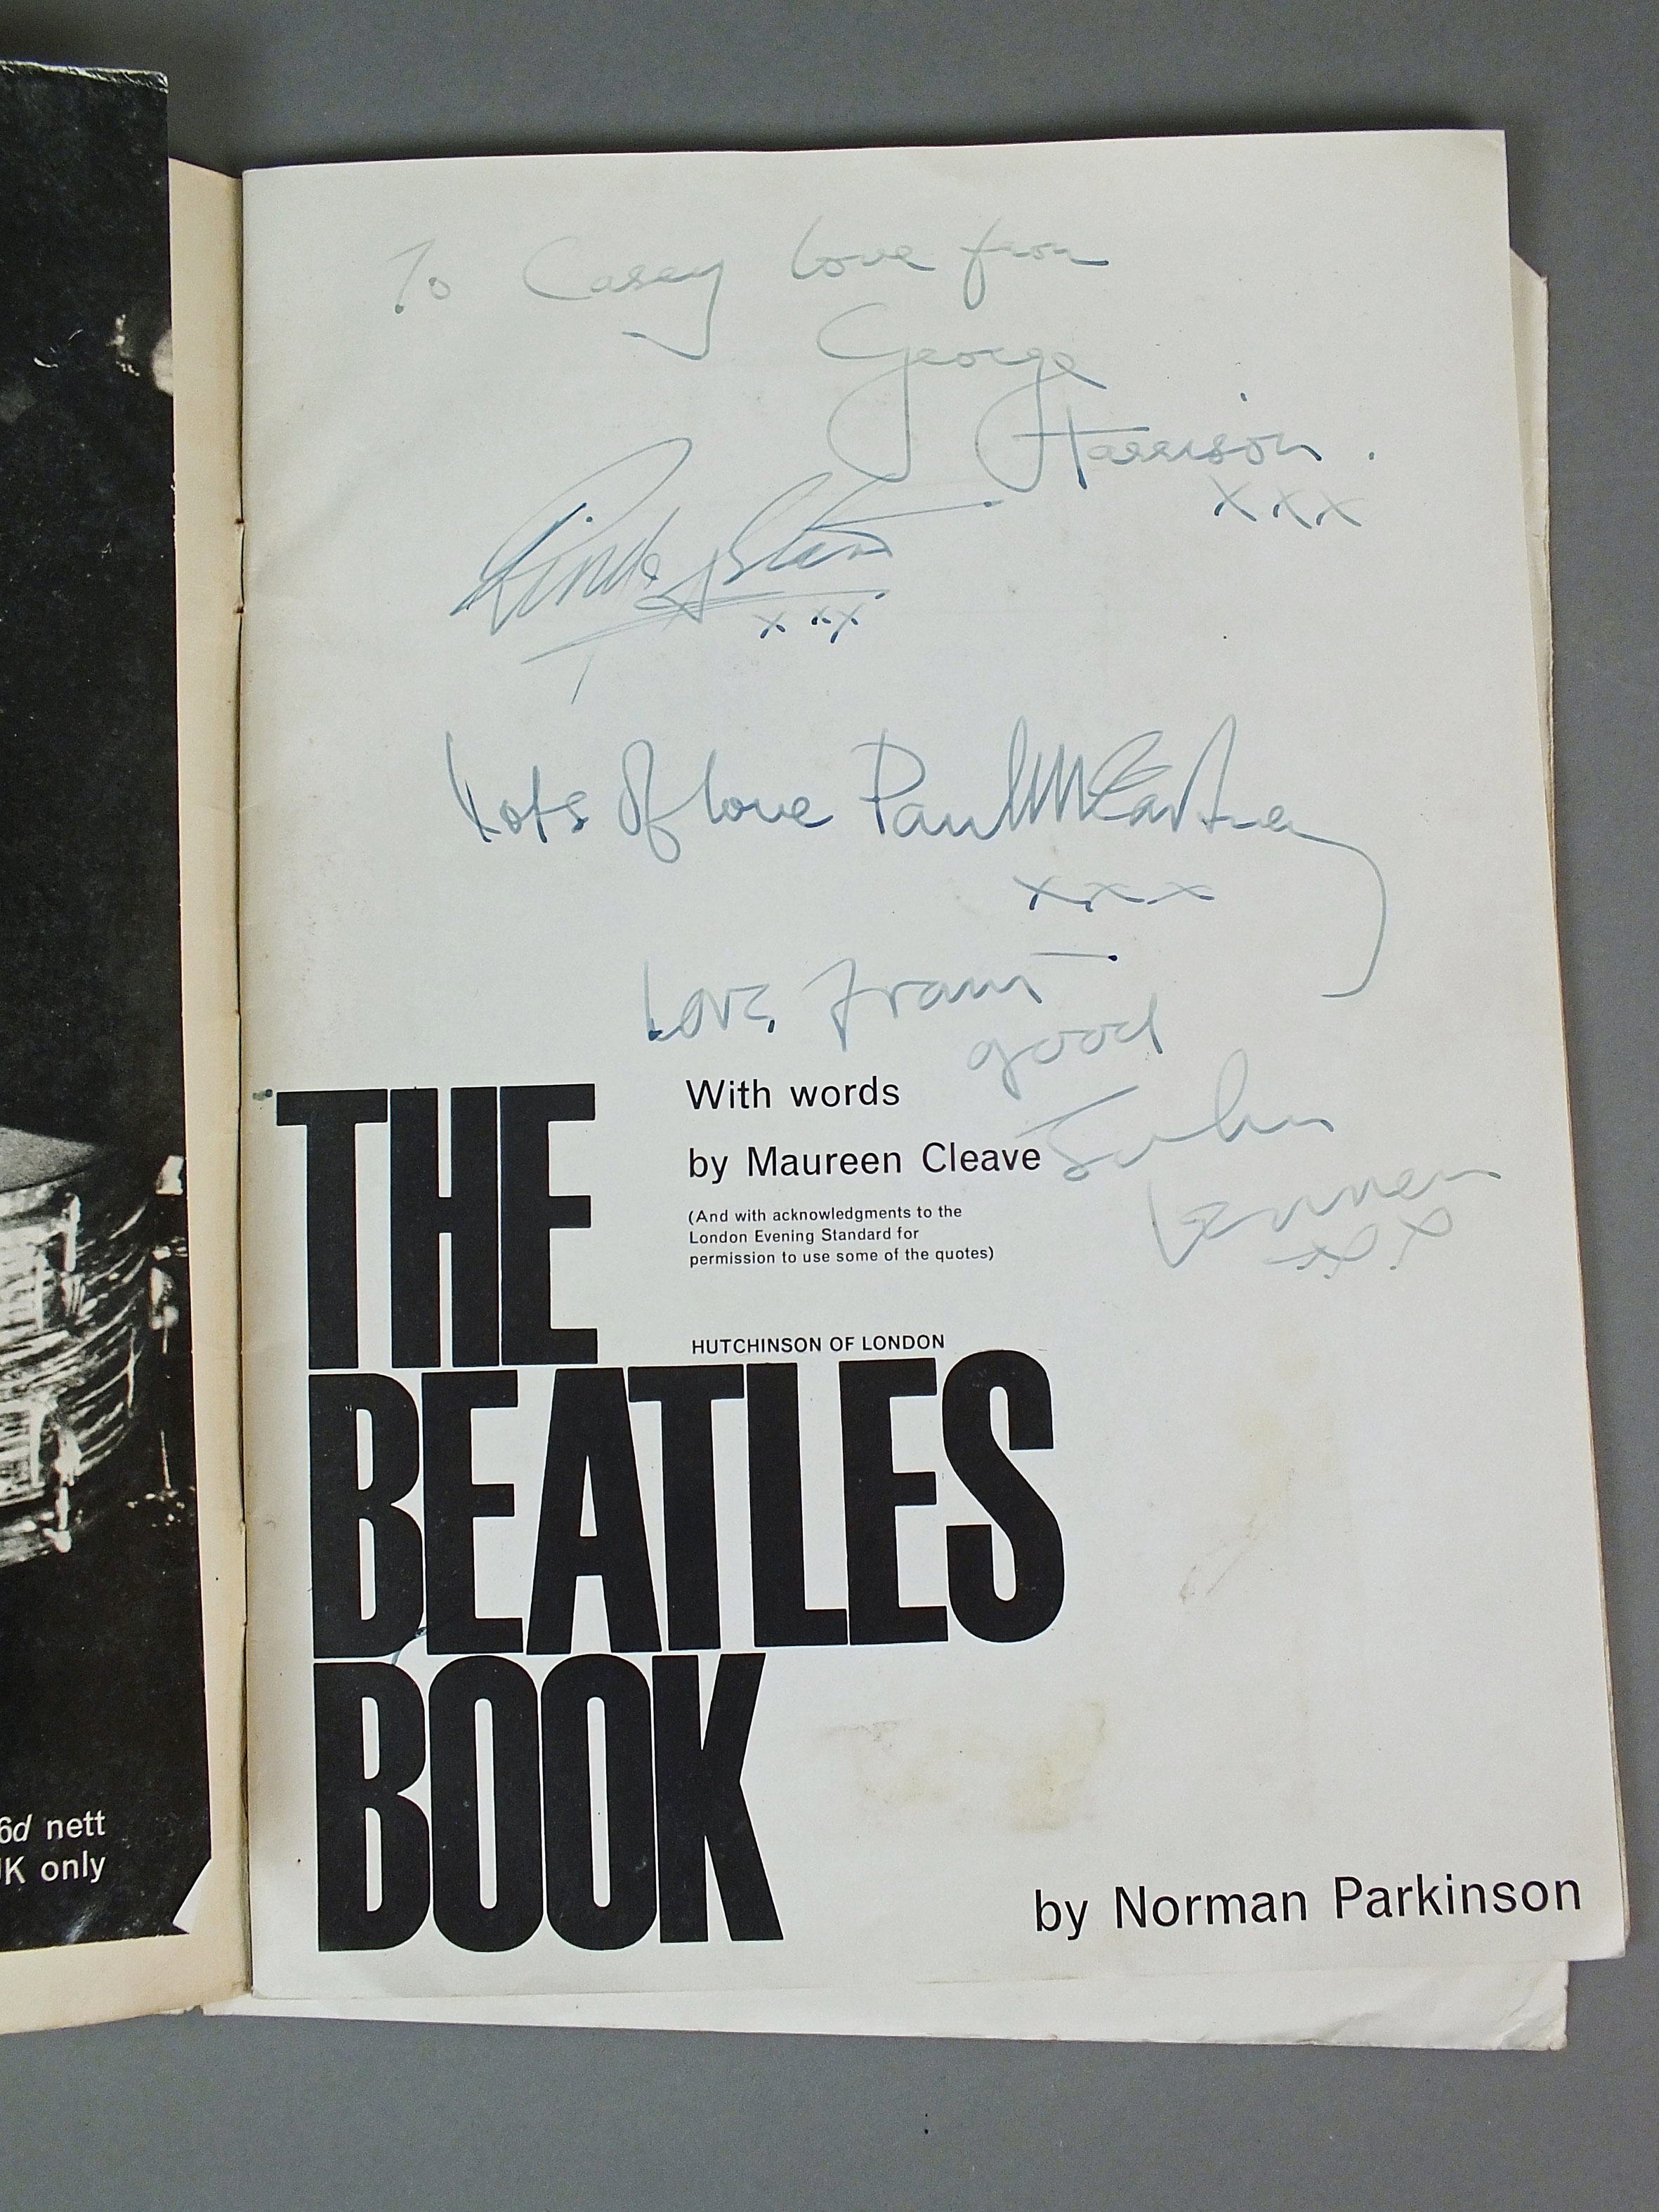 To Casey love from
George
Harrison.
xxx
Ringo Starr
xxx
Lots of love Paul McCartney
xxx
Love from
good
John
Lennon
xxx
With words
by Maureen Cleave
(And with acknowledgments to the
London Evening Standard for
permission to use some of the quotes)
HUTCHINSON OF LONDON
THE
BEATLES
BOOK
by Norman Parkinson
6d nett
UK only